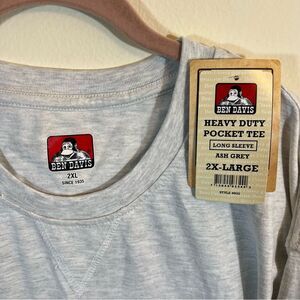 BEN DAVIS
2XL
SINCE 1935
BEN DAVIS
HEAVY DUTY
POCKET TEE
LONG SLEEVE
ASH GREY
2X-LARGE